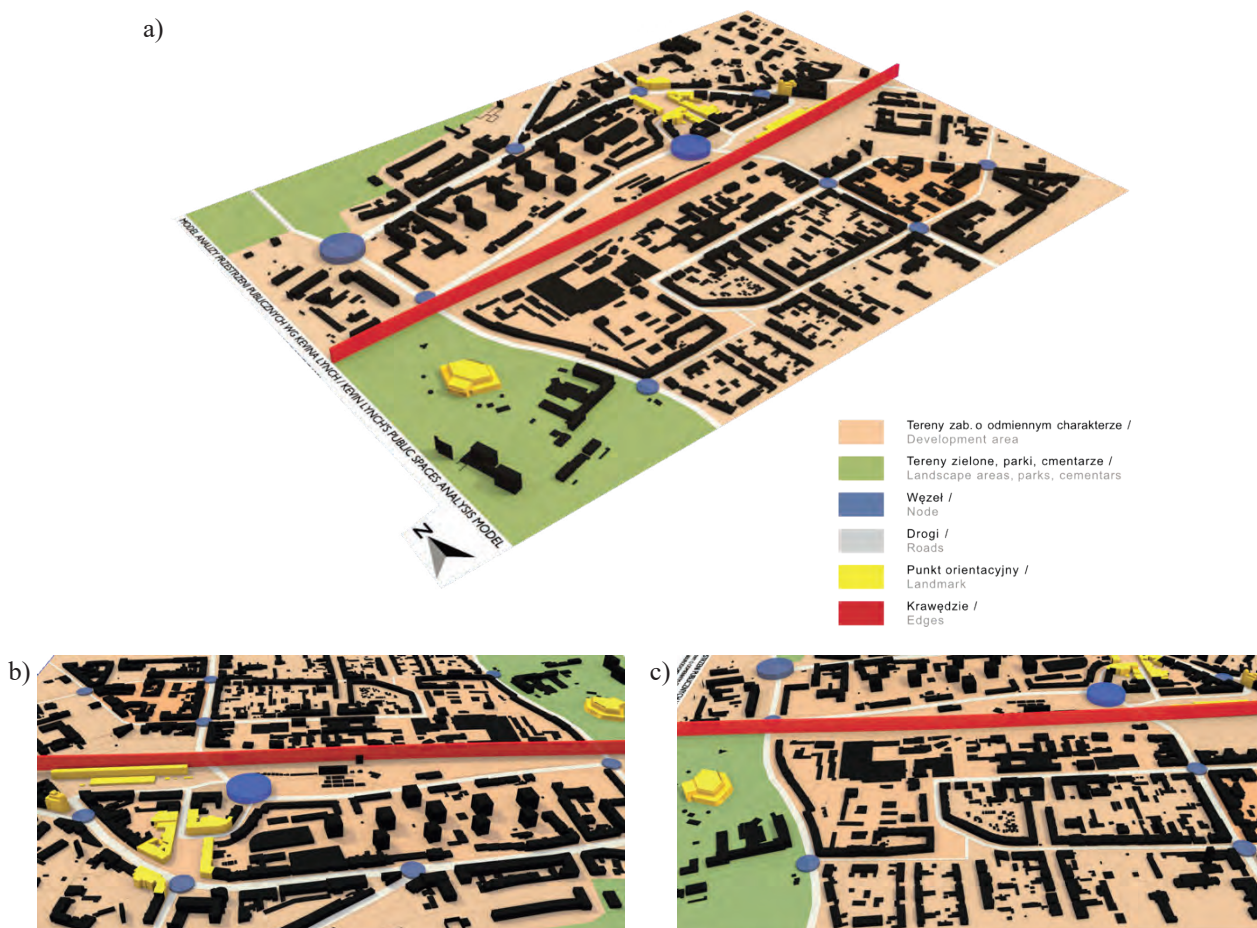 a)
MODEL ANALIZY PRZESTRZENI PUBLICZNYCH WG KEVINA LYNCH / KEVIN LYNCH'S PUBLIC SPACES ANALYSIS MODEL
N
Tereny zab. o odmiennym charakterze /
Development area
Tereny zielone, parki, cmentarze /
Landscape areas, parks, cementars
Węzeł /
Node
Drogi /
Roads
Punkt orientacyjny /
Landmark
Krawędzie /
Edges
b)
c)